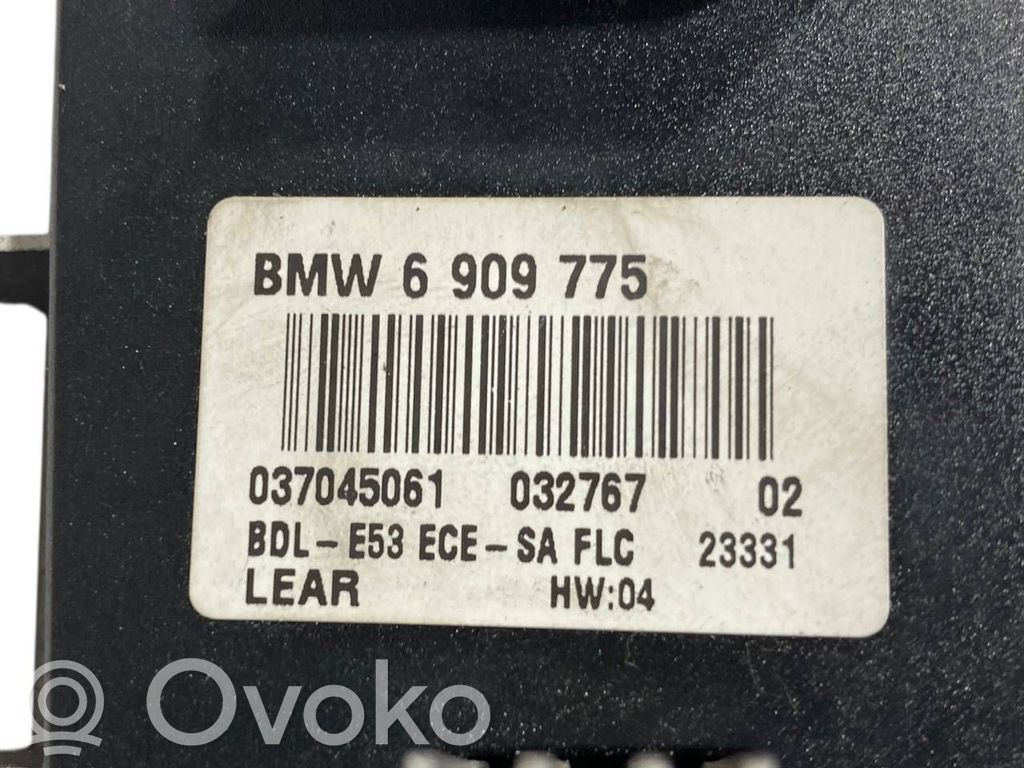 BMW 6 909 775
037045061 032767 02
BDL - E53 ECE - SA FLC 23331
LEAR HW:04
Ovoko